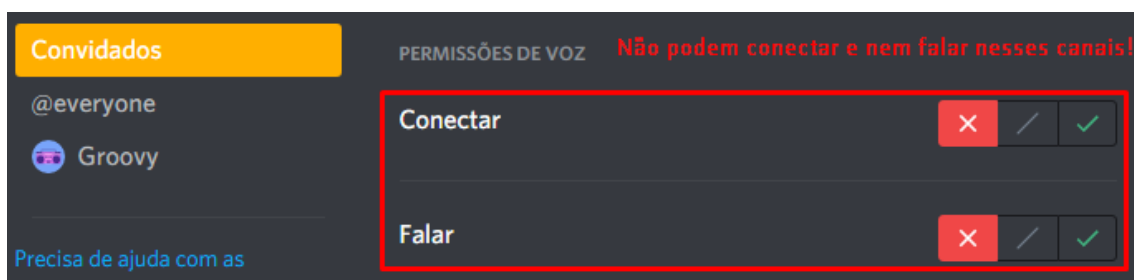 Convidados
@everyone
Groovy
Precisa de ajuda com as
PERMISSÕES DE VOZ
Não podem conectar e nem falar nesses canais!
Conectar
Falar